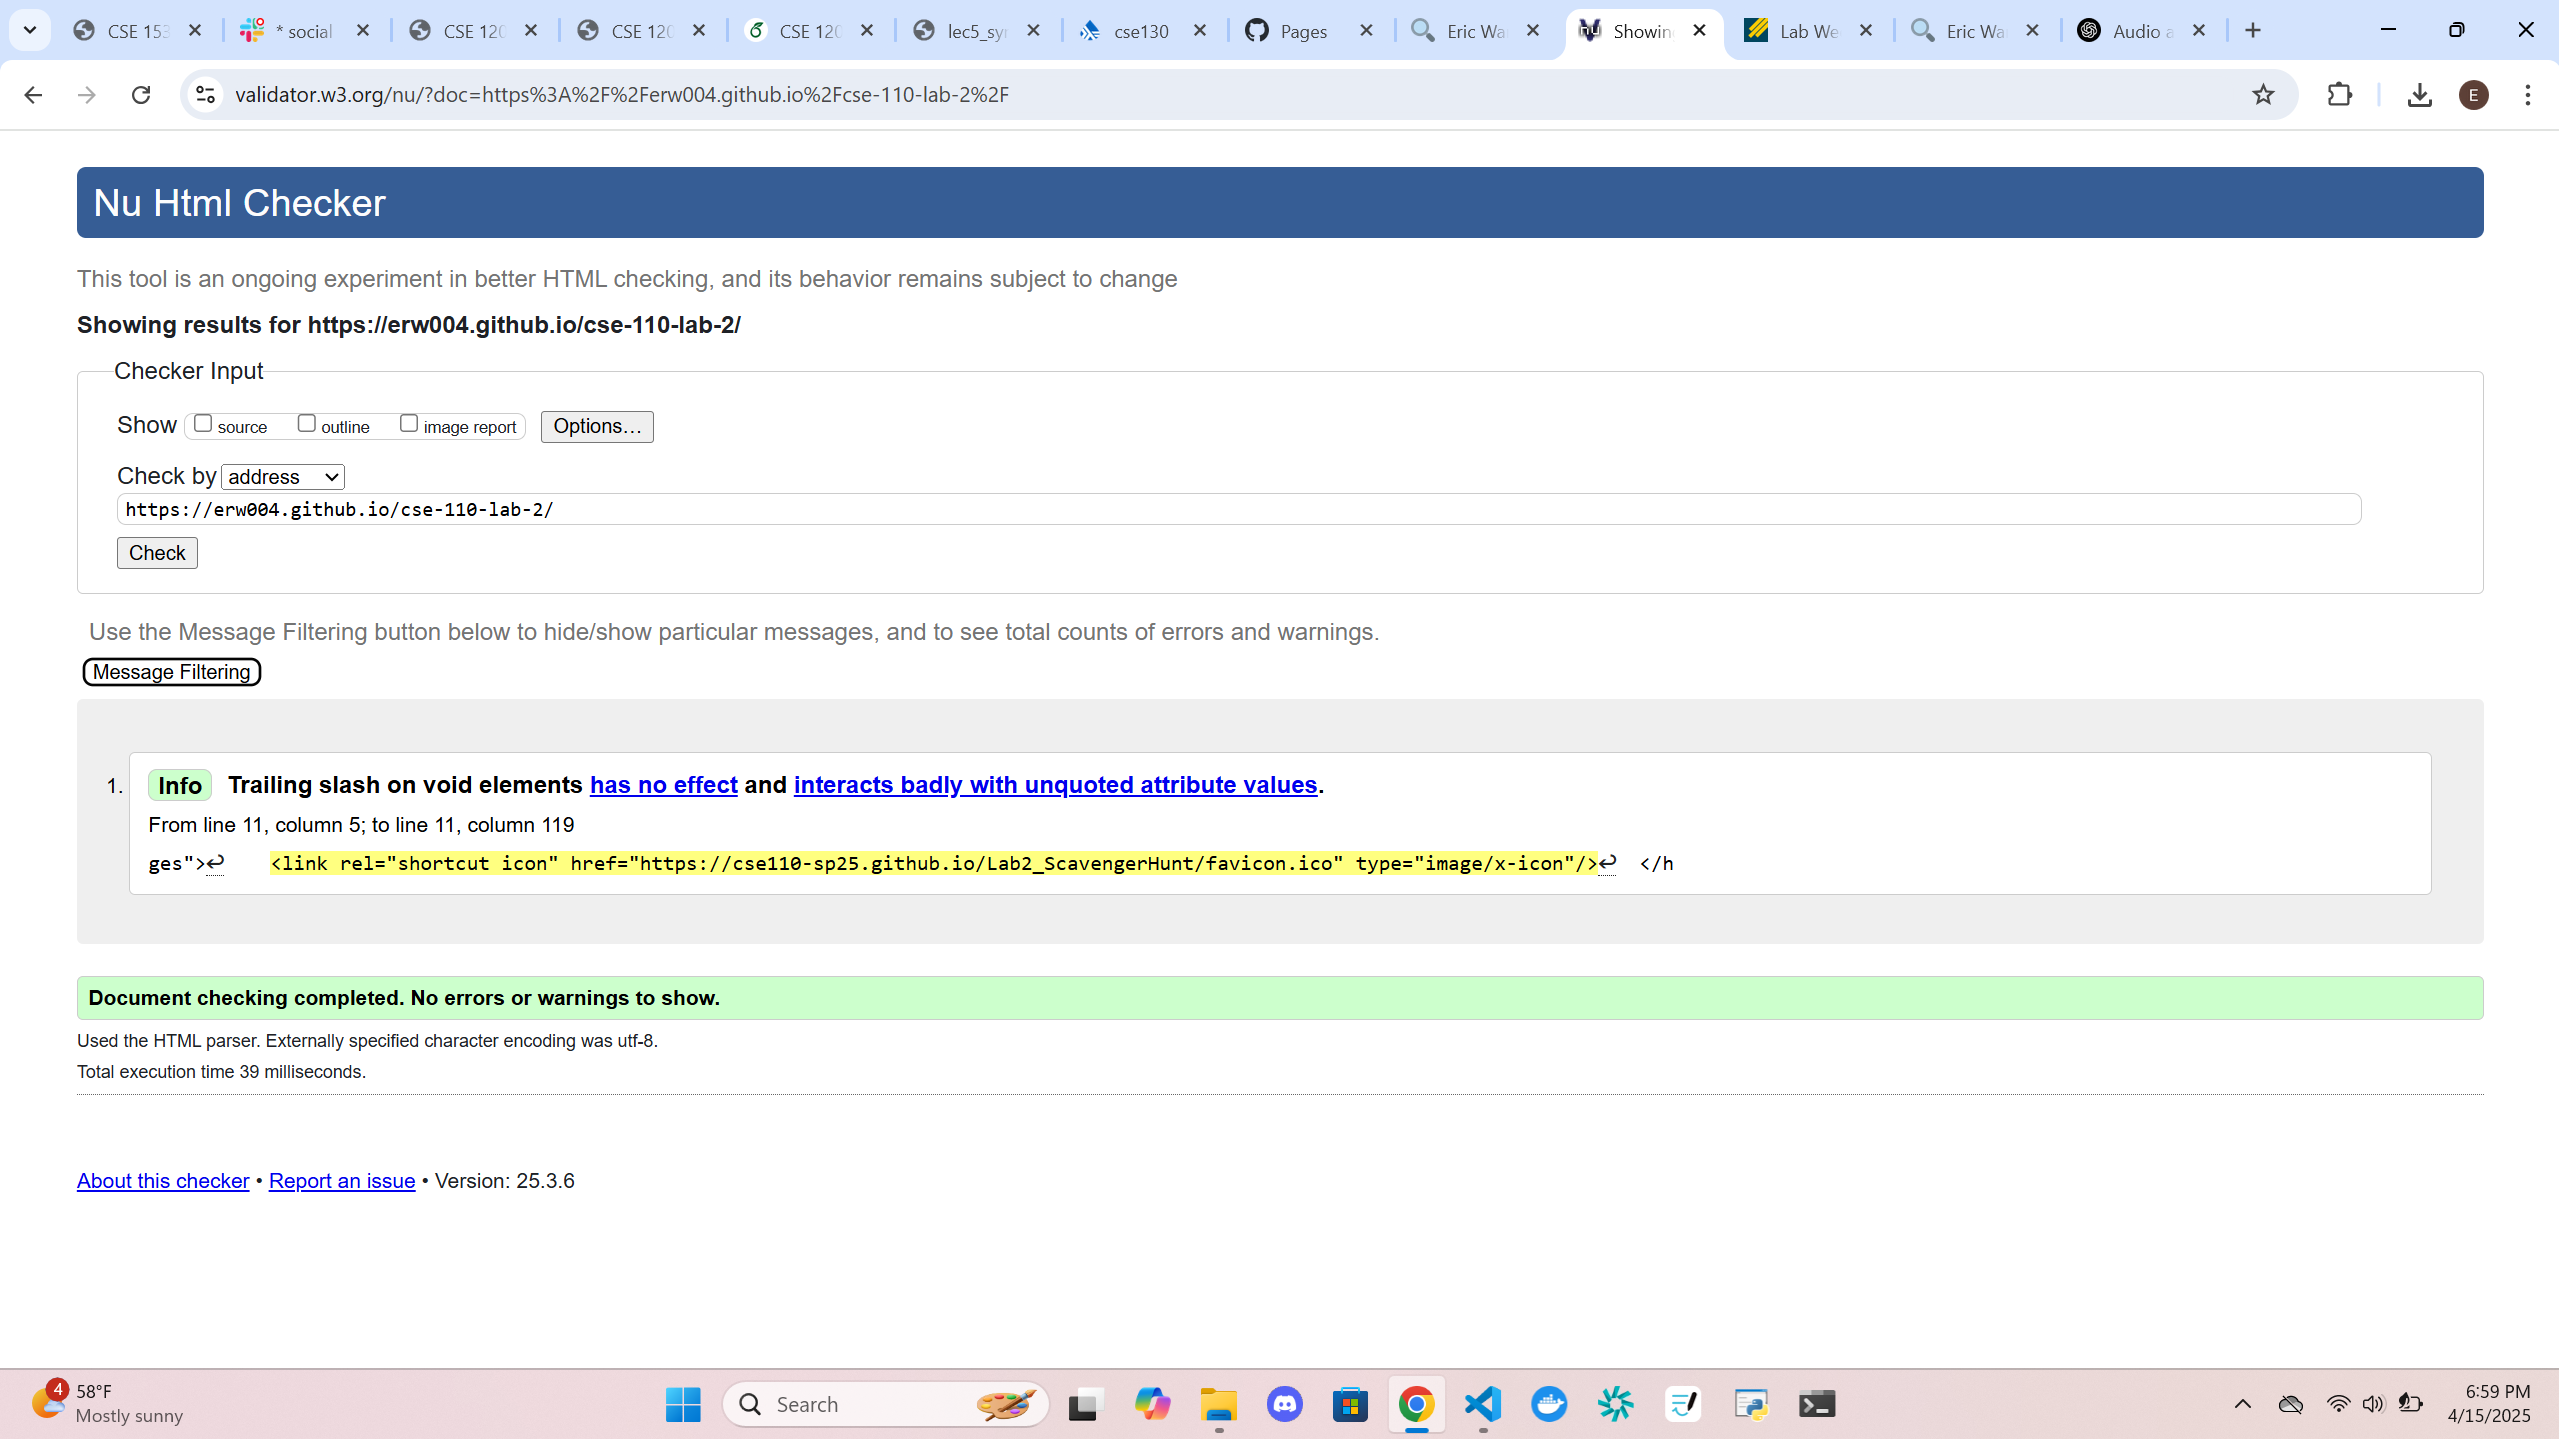 CSE 153
* social
CSE 120
CSE 120
CSE 120
lec5_syn
cse130
Pages
Eric Wa
Showin
Lab We
Eric Wa
Audio a
validator.w3.org/nu/?doc=https%3A%2F%2Ferw004.github.io%2Fcse-110-lab-2%2F
E
Nu Html Checker
This tool is an ongoing experiment in better HTML checking, and its behavior remains subject to change
Showing results for https://erw004.github.io/cse-110-lab-2/
Checker Input
Show source outline image report Options…
Check by address
https://erw004.github.io/cse-110-lab-2/
Check
Use the Message Filtering button below to hide/show particular messages, and to see total counts of errors and warnings.
Message Filtering
1. Info Trailing slash on void elements has no effect and interacts badly with unquoted attribute values.
From line 11, column 5; to line 11, column 119
ges">↩ <link rel="shortcut icon" href="https://cse110-sp25.github.io/Lab2_ScavengerHunt/favicon.ico" type="image/x-icon"/>↩ </h
Document checking completed. No errors or warnings to show.
Used the HTML parser. Externally specified character encoding was utf-8.
Total execution time 39 milliseconds.
About this checker • Report an issue • Version: 25.3.6
4
58°F
Mostly sunny
Search
6:59 PM
4/15/2025